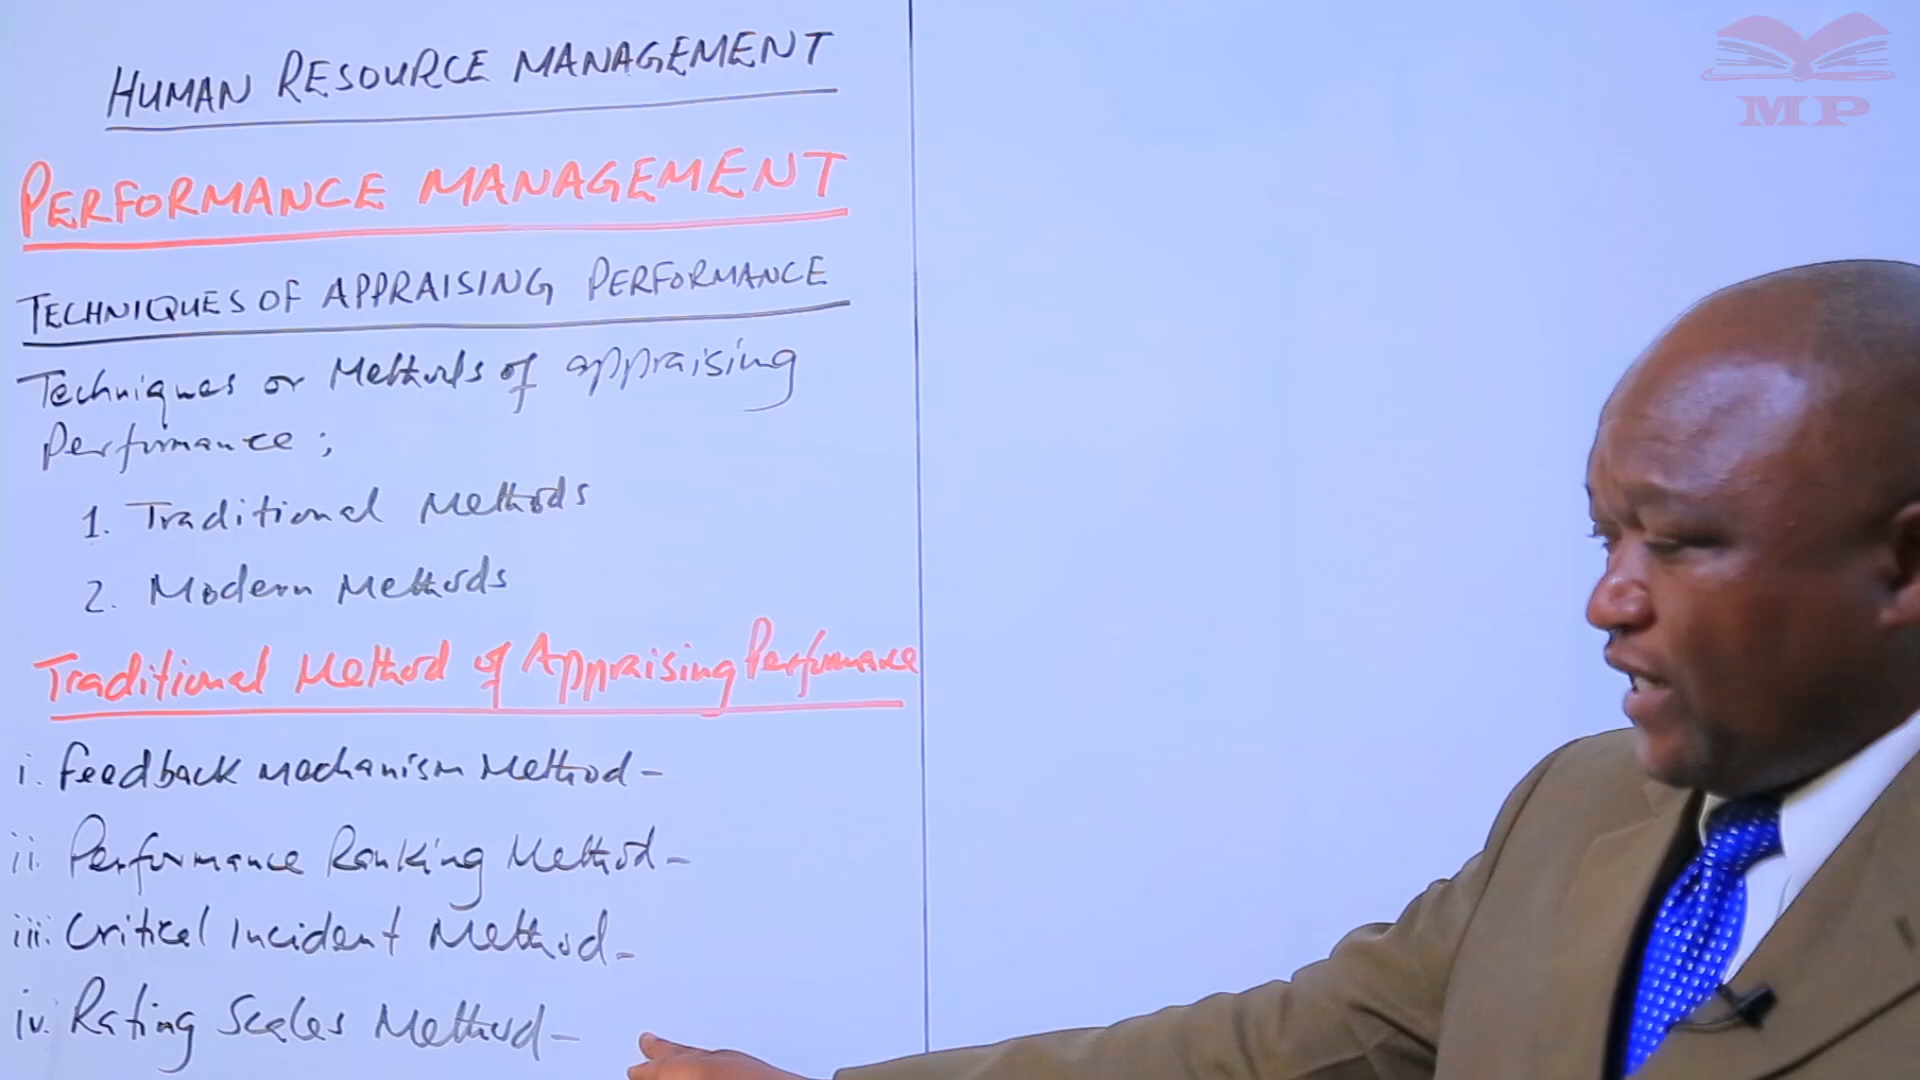 HUMAN RESOURCE MANAGEMENT
PERFORMANCE MANAGEMENT
TECHNIQUES OF APPRAISING PERFORMANCE
Techniques or Methods of appraising
Performance;
1. Traditional Methods
2. Modern Methods
Traditional Method of Appraising Performance
i. Feedback mechanism Method-
ii. Performance Ranking Method-
iii. Critical Incident Method-
iv. Rating Scales Method-
MP